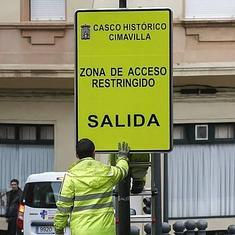 CASCO HISTÓRICO
CIMAVILLA
ZONA DE ACCESO
RESTRINGIDO
SALIDA